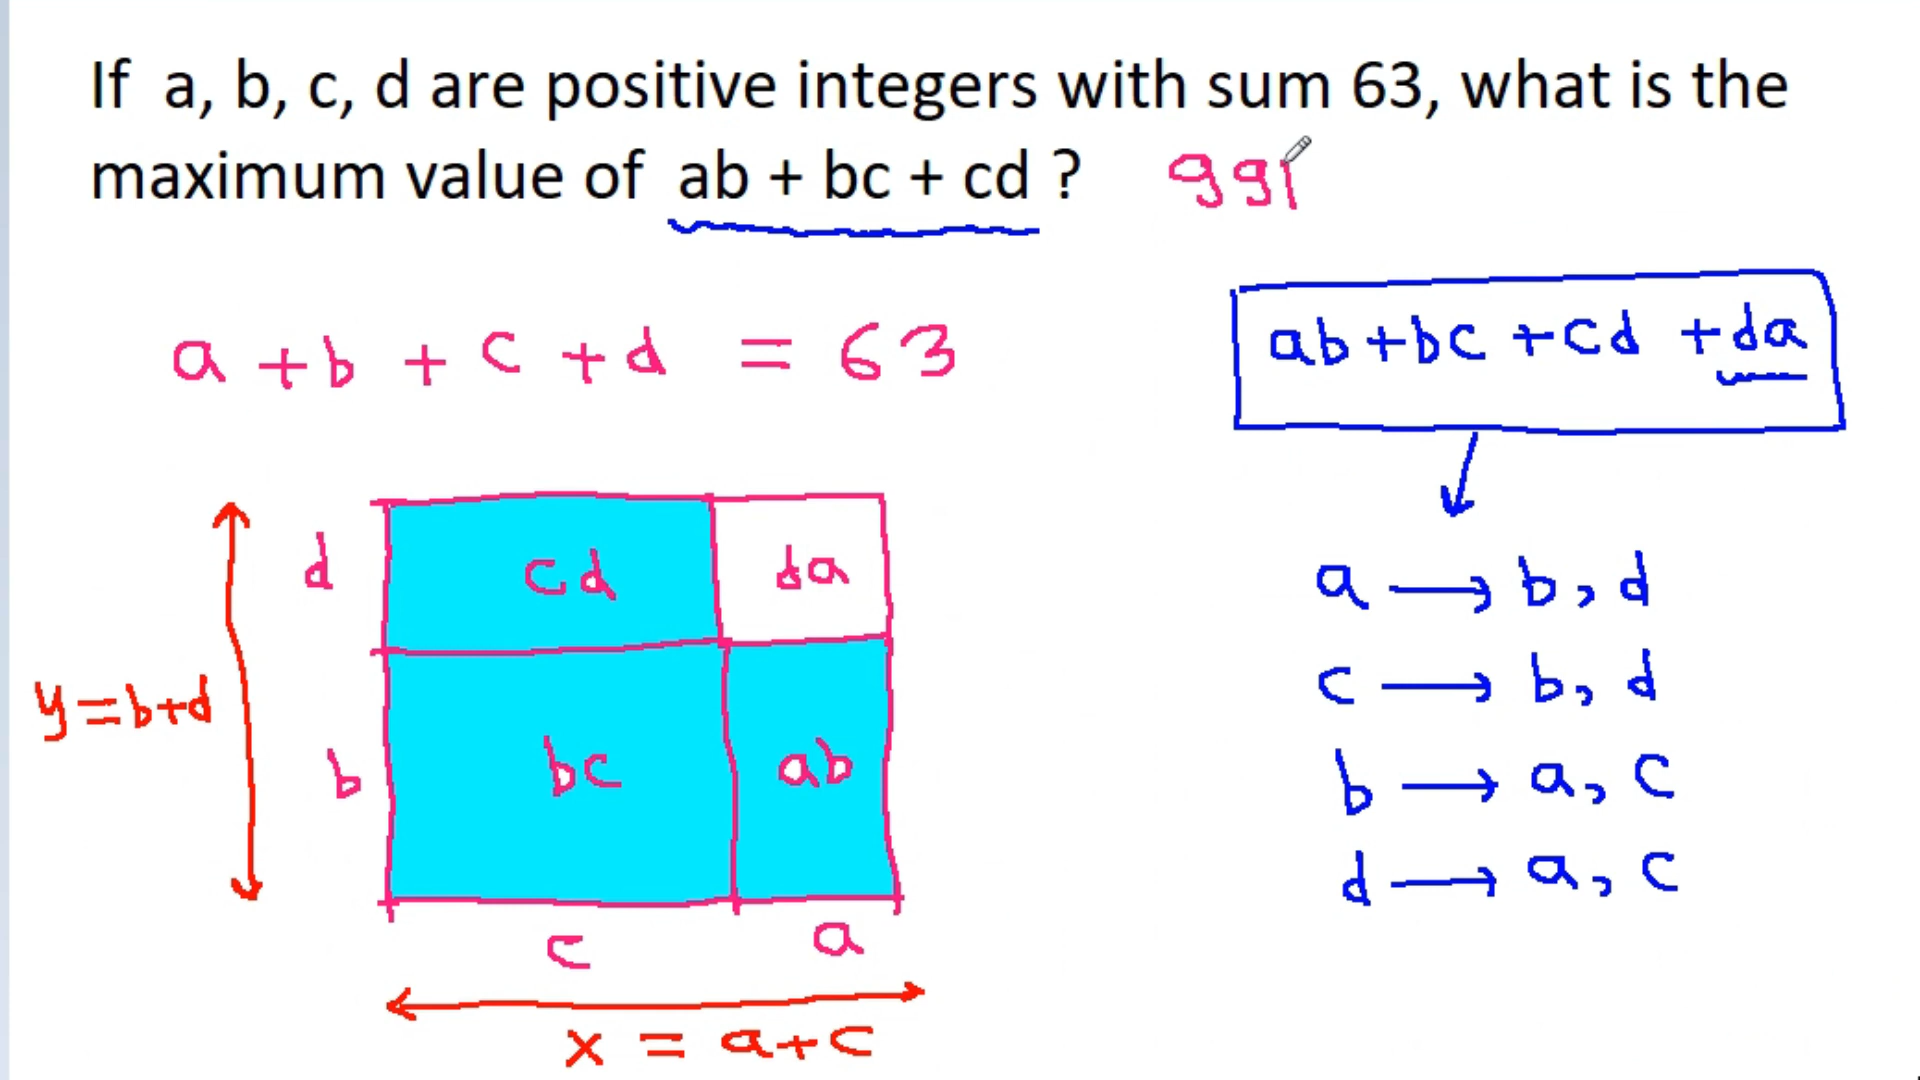 If a, b, c, d are positive integers with sum 63, what is the
maximum value of ab + bc + cd ? 991
a + b + c + d = 63
ab + bc + cd + da
d cd da
y = b+d
b bc ab
c a
x = a+c
a → b, d
c → b, d
b → a, c
d → a, c